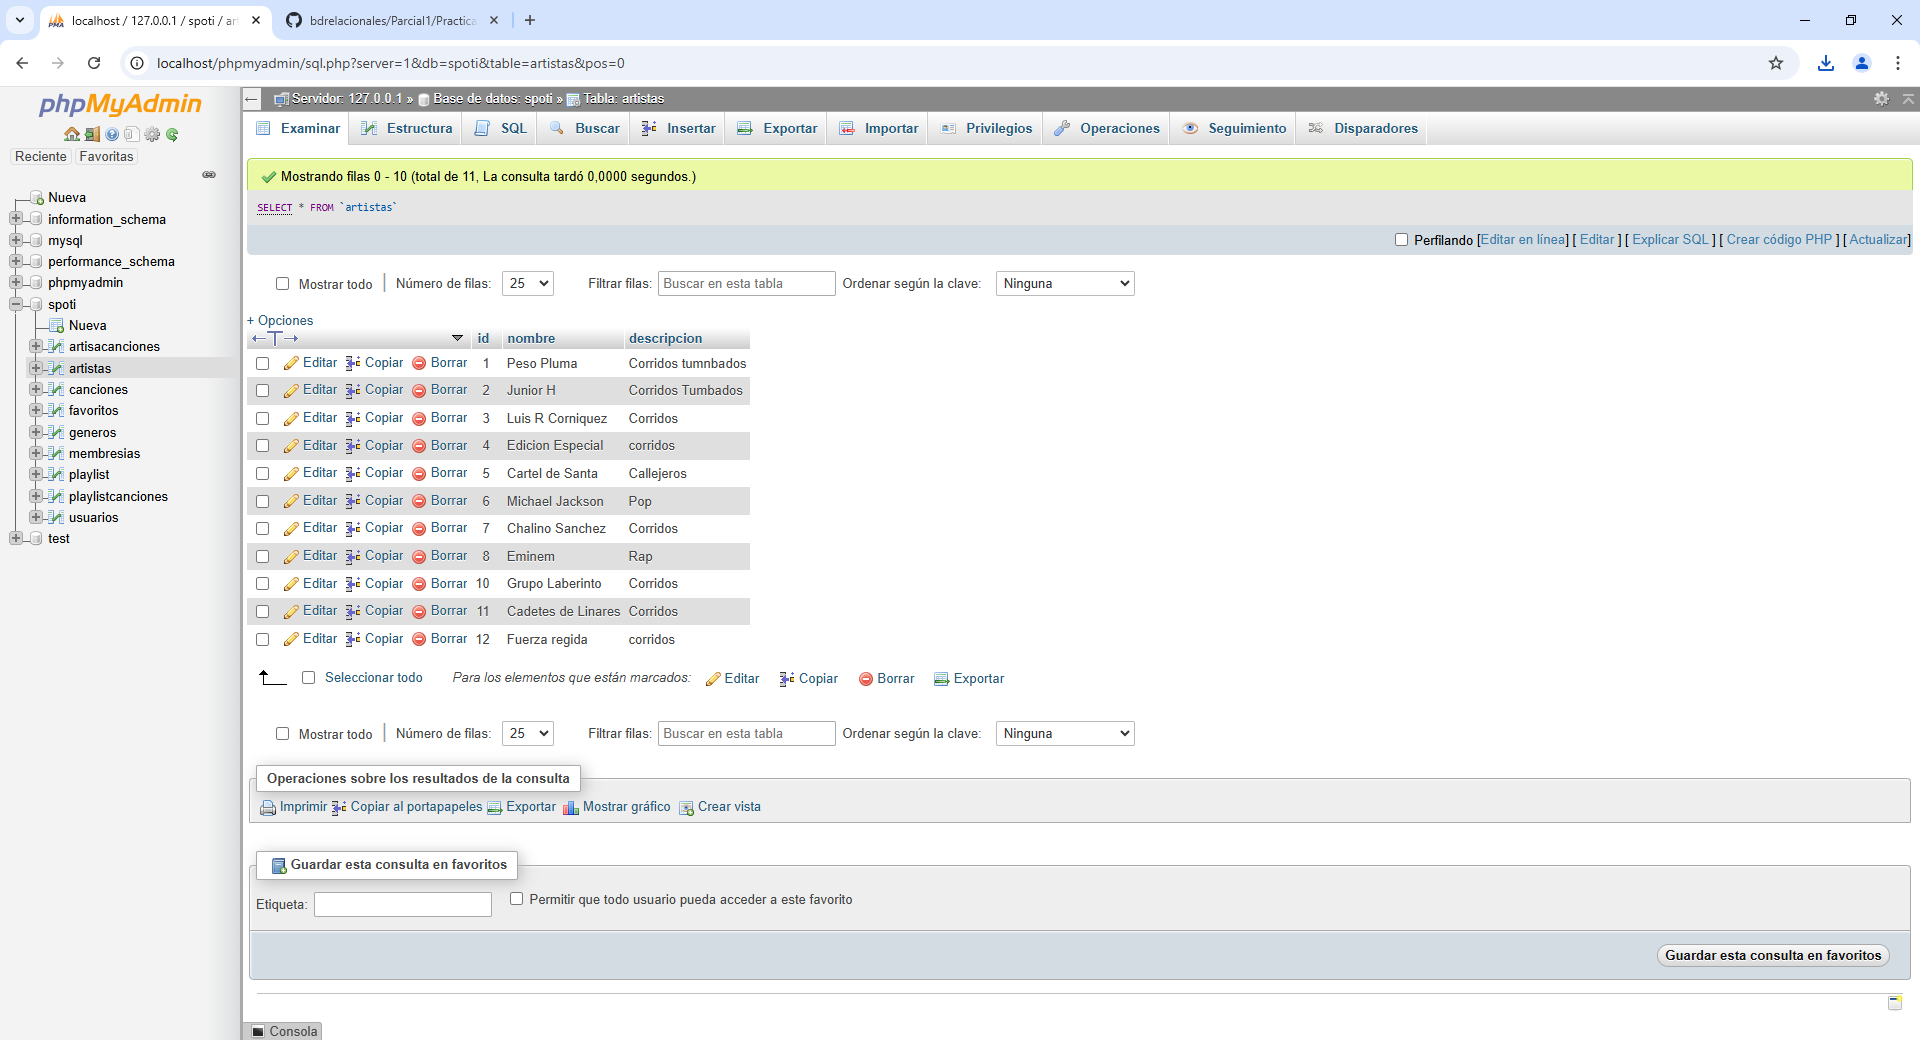 localhost / 127.0.0.1 / spoti / art
bdrelacionales/Parcial1/Practica
localhost/phpmyadmin/sql.php?server=1&db=spoti&table=artistas&pos=0
phpMyAdmin
Reciente Favoritas
Nueva
information_schema
mysql
performance_schema
phpmyadmin
spoti
Nueva
artisacanciones
artistas
canciones
favoritos
generos
membresias
playlist
playlistcanciones
usuarios
test
Servidor: 127.0.0.1 » Base de datos: spoti » Tabla: artistas
Examinar Estructura SQL Buscar Insertar Exportar Importar Privilegios Operaciones Seguimiento Disparadores
Mostrando filas 0 - 10 (total de 11, La consulta tardó 0,0000 segundos.)
SELECT * FROM `artistas`
Perfilando [Editar en línea] [ Editar ] [ Explicar SQL ] [ Crear código PHP ] [ Actualizar]
Mostrar todo | Número de filas: 25 Filtrar filas: Buscar en esta tabla Ordenar según la clave: Ninguna
+ Opciones
←T→ id nombre descripcion
Editar Copiar Borrar 1 Peso Pluma Corridos tumnbados
Editar Copiar Borrar 2 Junior H Corridos Tumbados
Editar Copiar Borrar 3 Luis R Corniquez Corridos
Editar Copiar Borrar 4 Edicion Especial corridos
Editar Copiar Borrar 5 Cartel de Santa Callejeros
Editar Copiar Borrar 6 Michael Jackson Pop
Editar Copiar Borrar 7 Chalino Sanchez Corridos
Editar Copiar Borrar 8 Eminem Rap
Editar Copiar Borrar 10 Grupo Laberinto Corridos
Editar Copiar Borrar 11 Cadetes de Linares Corridos
Editar Copiar Borrar 12 Fuerza regida corridos
Seleccionar todo Para los elementos que están marcados: Editar Copiar Borrar Exportar
Mostrar todo | Número de filas: 25 Filtrar filas: Buscar en esta tabla Ordenar según la clave: Ninguna
Operaciones sobre los resultados de la consulta
Imprimir Copiar al portapapeles Exportar Mostrar gráfico Crear vista
Guardar esta consulta en favoritos
Etiqueta: Permitir que todo usuario pueda acceder a este favorito
Guardar esta consulta en favoritos
Consola